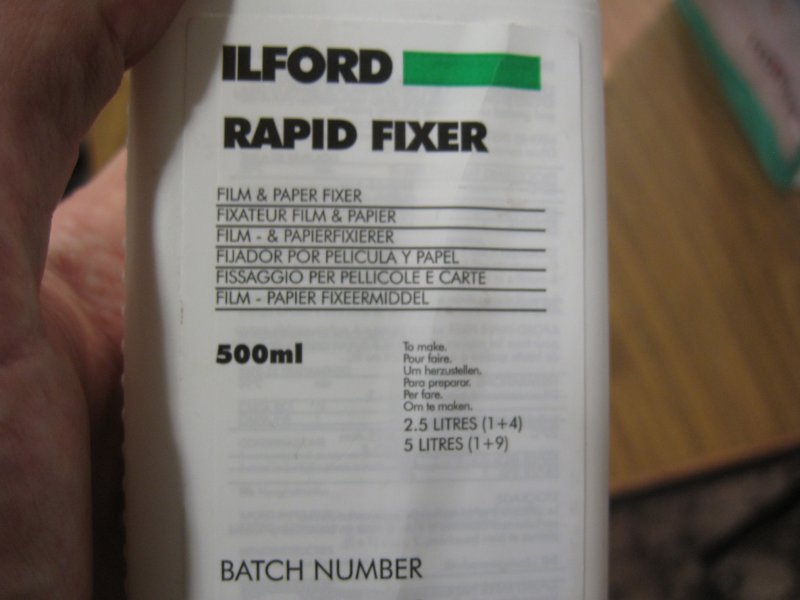 ILFORD
RAPID FIXER
FILM & PAPER FIXER
FIXATEUR FILM & PAPIER
FILM - & PAPIERFIXIERER
FIJADOR POR PELICULA Y PAPEL
FISSAGGIO PER PELLICOLE E CARTE
FILM - PAPIER FIXEERMIDDEL
500ml
To make.
Pour faire.
Um herzustellen.
Para preparar.
Per fare.
Om te maken.
2.5 LITRES (1+4)
5 LITRES (1+9)
BATCH NUMBER